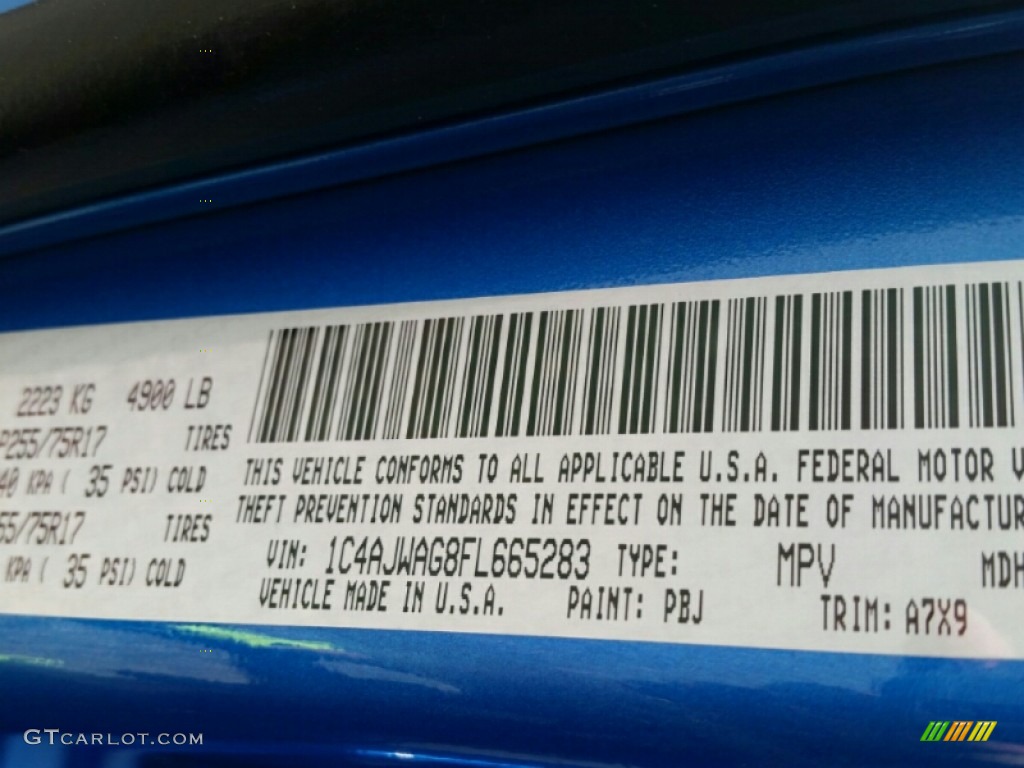 2223 KG 4900 LB
P255/75R17 TIRES
40 KPA ( 35 PSI) COLD
55/75R17 TIRES
KPA ( 35 PSI) COLD
THIS VEHICLE CONFORMS TO ALL APPLICABLE U.S.A. FEDERAL MOTOR V
THEFT PREVENTION STANDARDS IN EFFECT ON THE DATE OF MANUFACTUR
VIN: 1C4AJWAG8FL665283 TYPE: MPV MDH
VEHICLE MADE IN U.S.A. PAINT: PBJ TRIM: A7X9
GTCARLOT.COM